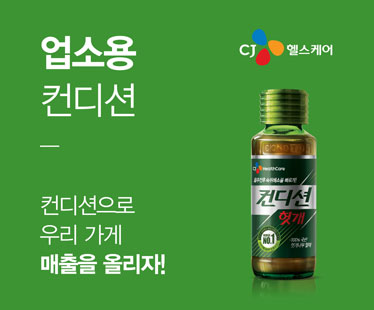 업소용
컨디션
CJ 헬스케어
컨디션으로
우리 가게
매출을 올리자!
CJ HealthCare
컨디션
헛개
NO.1